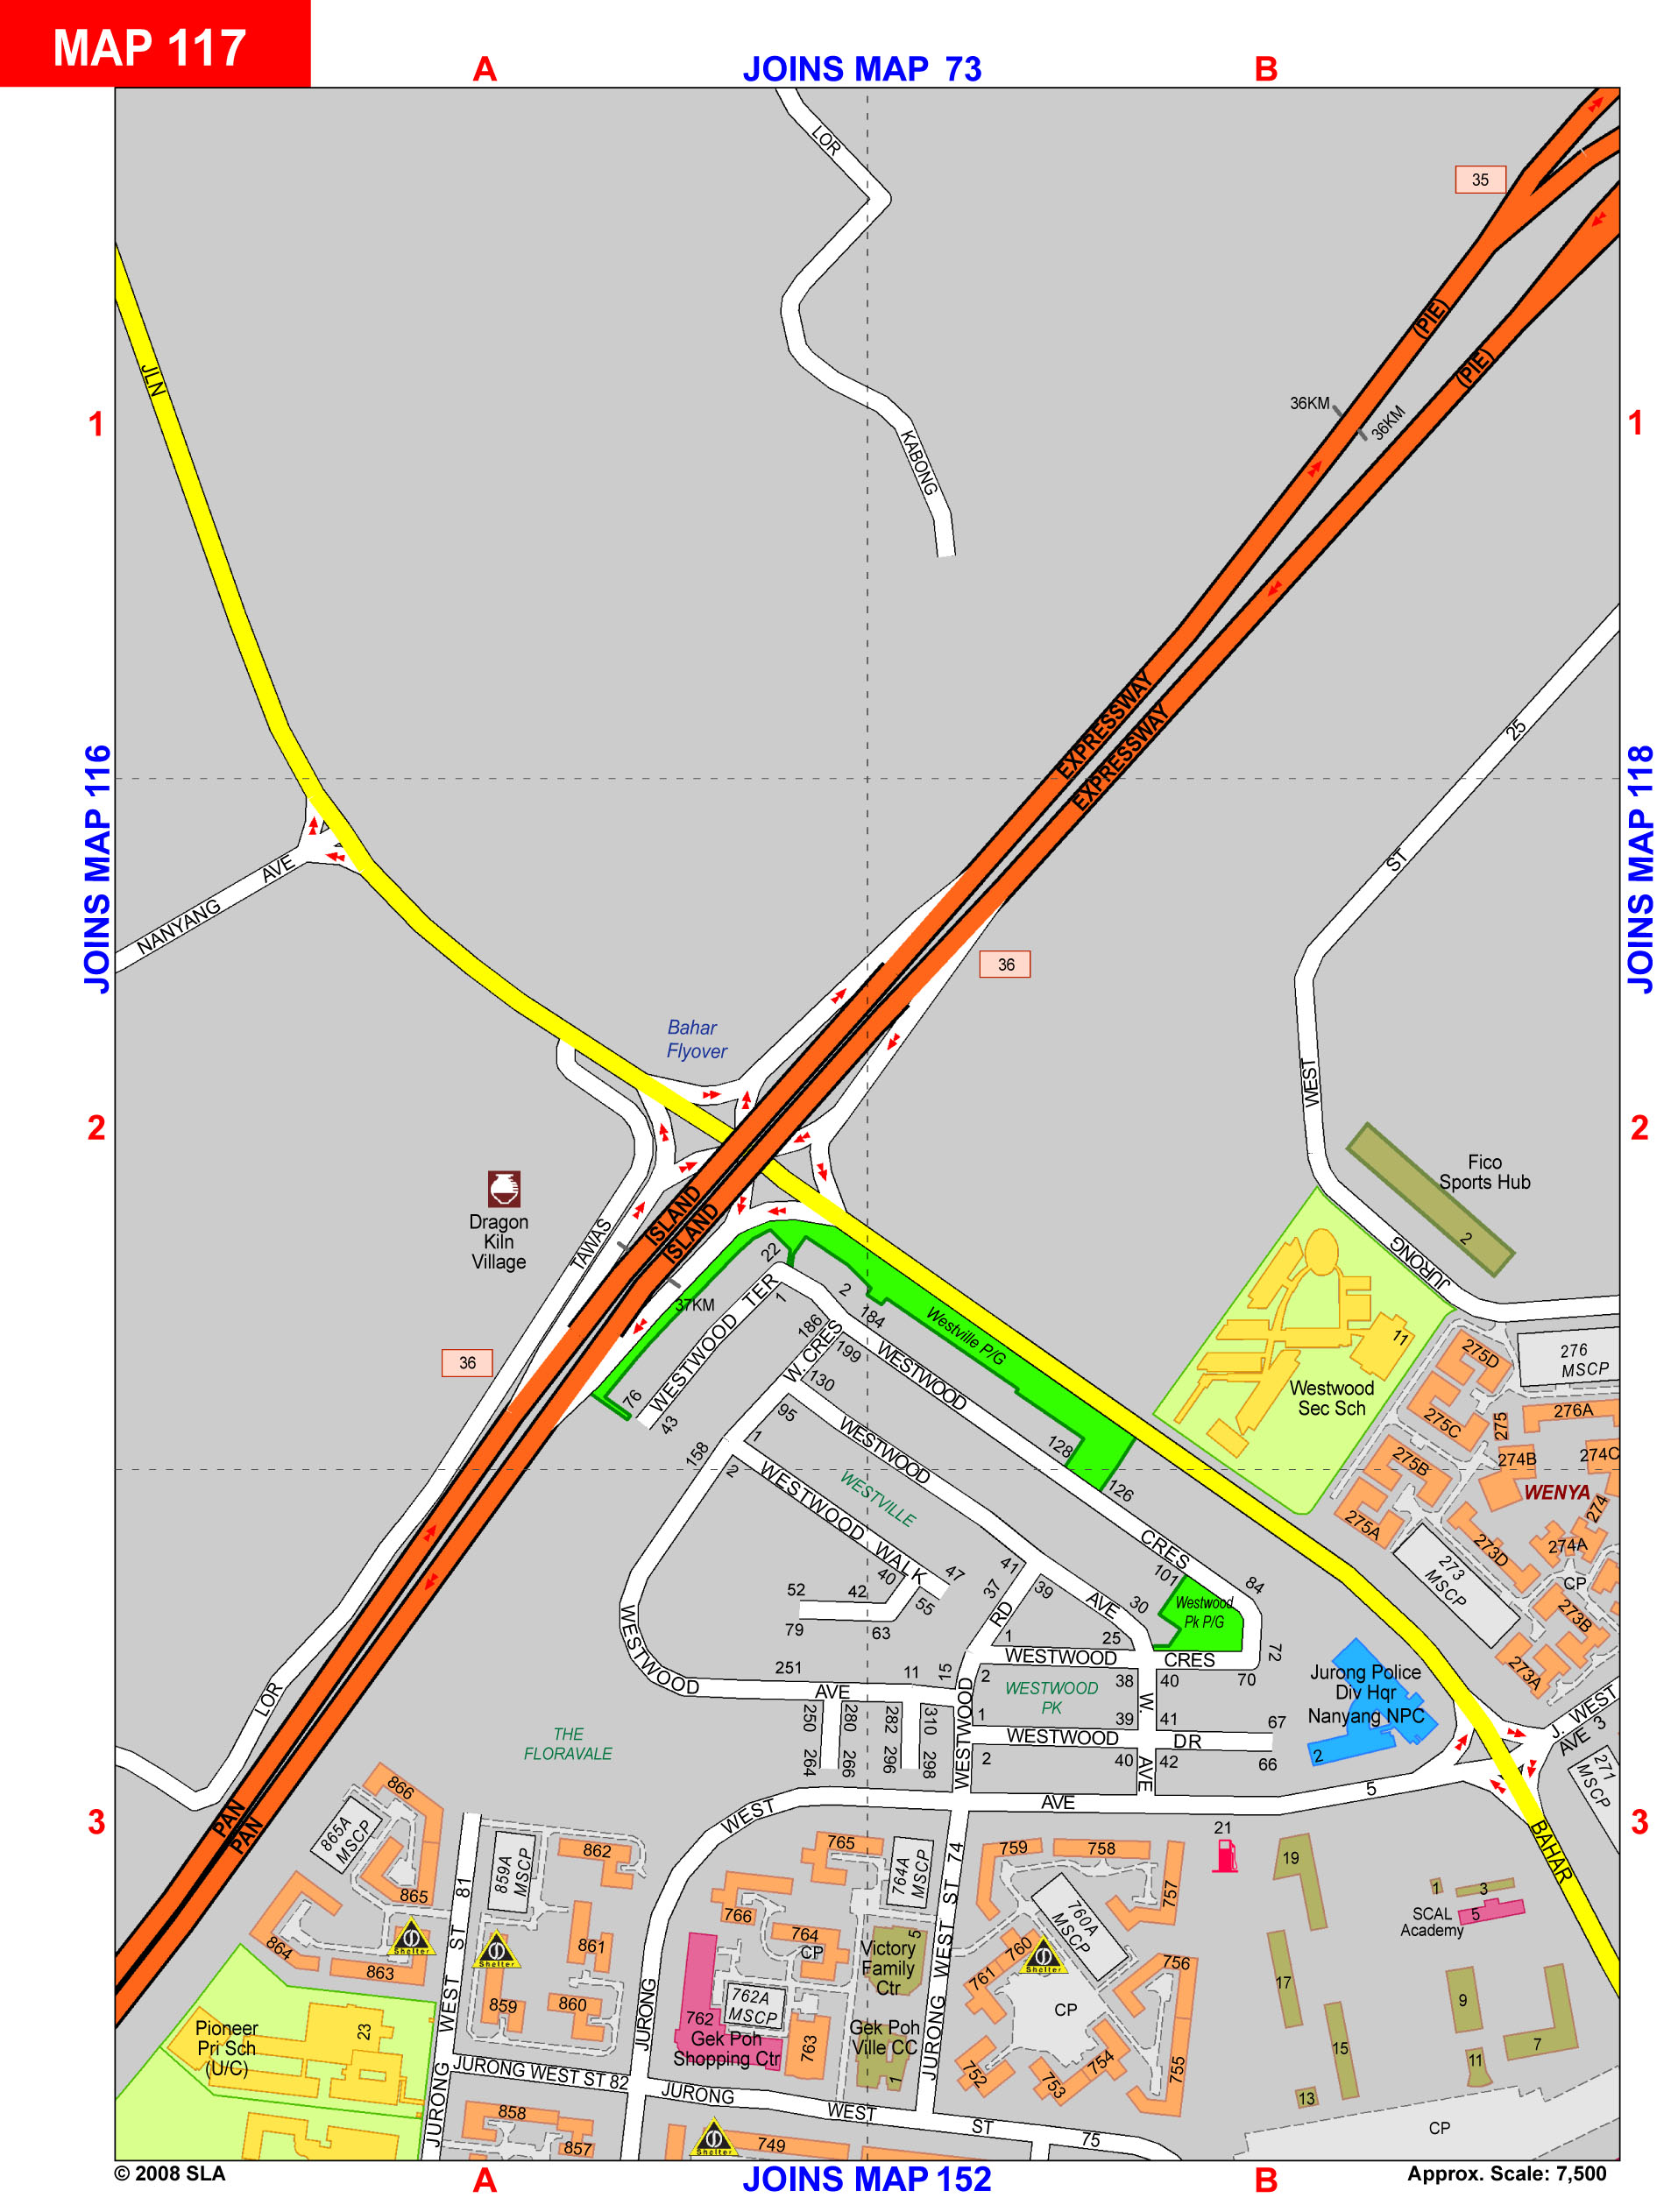 MAP 117
A
JOINS MAP 73
B
LOR
35
(PIE)
(PIE)
JLN
36KM
36KM
1
1
KABONG
EXPRESSWAY
EXPRESSWAY
25
JOINS MAP 116
JOINS MAP 118
ST
NANYANG AVE
36
Bahar
Flyover
WEST
2
2
Fico
Sports Hub
2
Dragon
Kiln
Village
TAWAS
ISLAND
ISLAND
JURONG
22
37KM
1
2
184
186
199
Westville P/G
WESTWOOD TER
W. CRES
WESTWOOD
11
Westwood
Sec Sch
275D
276
MSCP
36
76
43
130
95
158
1
2
128
126
275C
275
276A
274B
274C
275B
WENYA
275A
273D
274
274A
273
MSCP
CP
273B
273A
WESTWOOD
WESTVILLE
WESTWOOD WALK
40
47
55
52
42
79
63
41
37
39
AVE
30
CRES
101
84
Westwood
Pk P/G
72
RD
1
25
WESTWOOD
CRES
2
38
40
70
WESTWOOD
251
11
15
AVE
WESTWOOD
PK
W.
250
280
282
310
264
266
296
298
WESTWOOD
1
39
41
67
WESTWOOD
DR
2
40
42
66
AVE
Jurong Police
Div Hqr
Nanyang NPC
2
J. WEST
AVE 3
271
MSCP
LOR
THE
FLORAVALE
3
3
PAN
PAN
WEST
AVE
5
BAHAR
866
865A
MSCP
865
864
863
Shelter
81
ST
WEST
JURONG
859A
MSCP
862
861
Shelter
859
860
JURONG
765
764A
MSCP
766
764
CP
762A
MSCP
762
Gek Poh
Shopping Ctr
763
Victory
Family
Ctr
5
Gek Poh
Ville CC
1
JURONG WEST ST 74
759
758
757
760A
MSCP
760
Shelter
761
756
CP
752
753
754
755
21
19
17
15
13
1
3
5
SCAL
Academy
9
7
11
CP
Pioneer
Pri Sch
(U/C)
23
JURONG WEST ST 82
JURONG
WEST
ST
75
858
857
Shelter
749
© 2008 SLA
A
JOINS MAP 152
B
Approx. Scale: 7,500